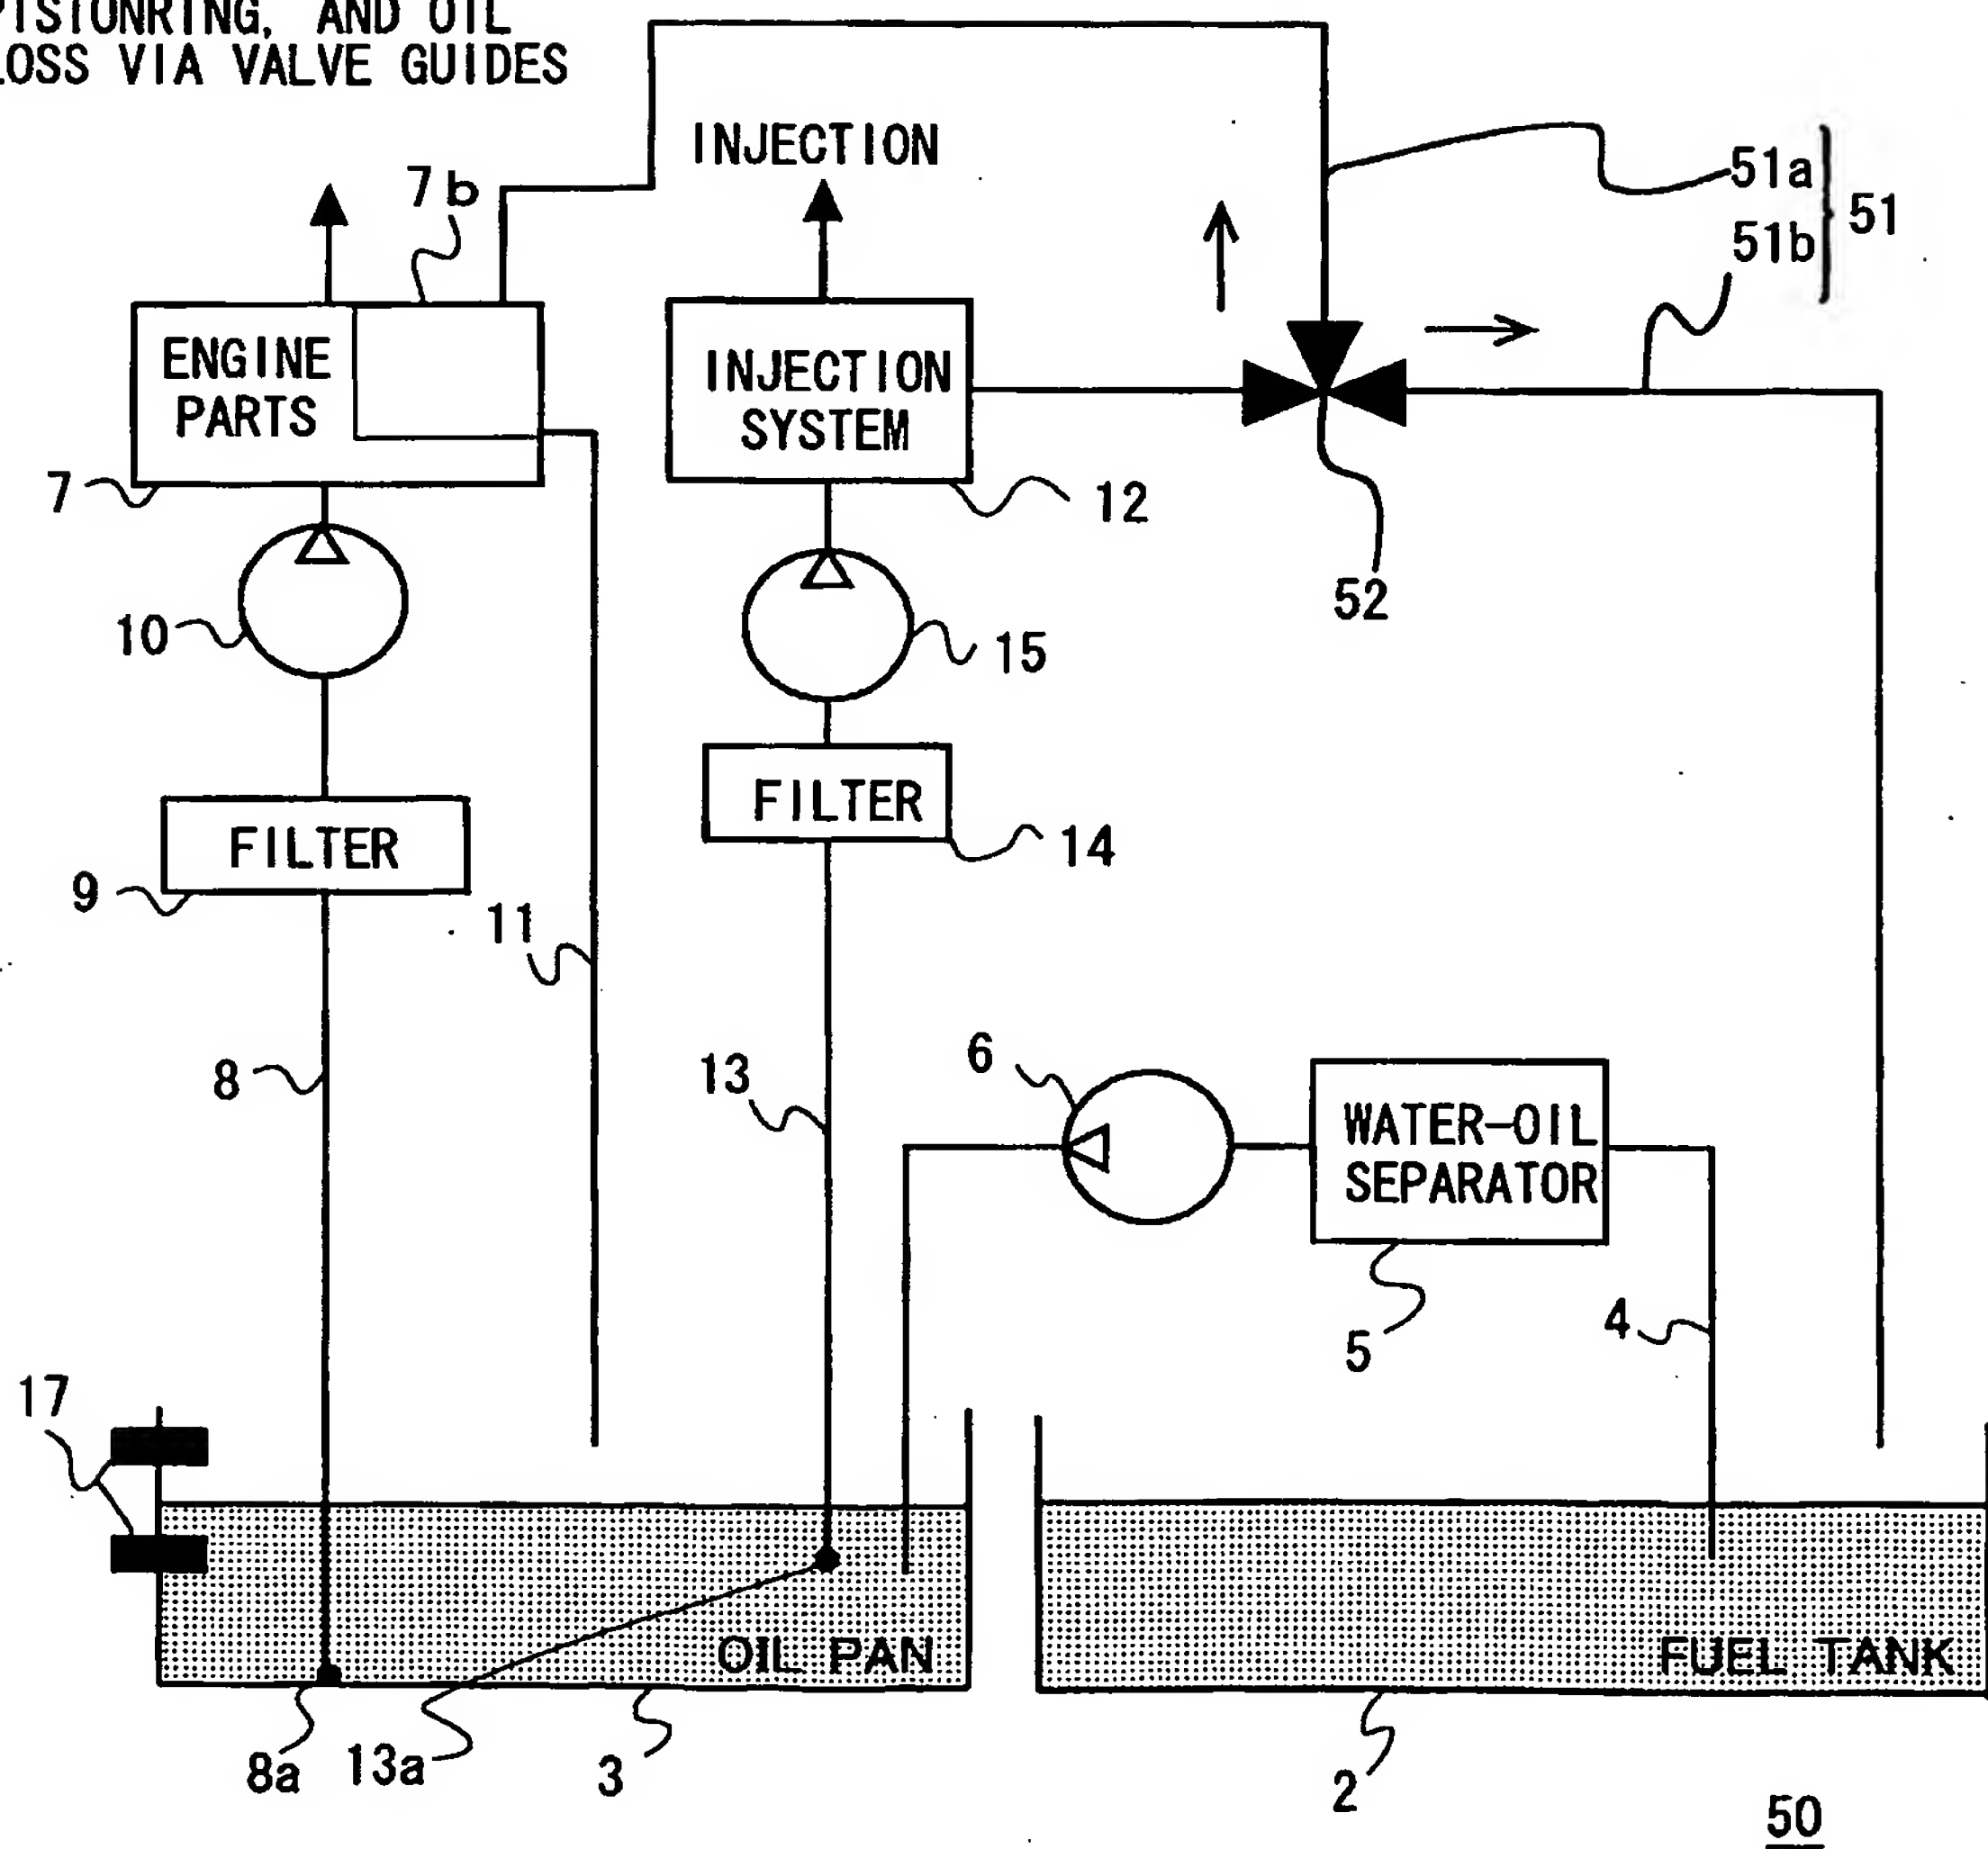 PISTONRING, AND OIL
LOSS VIA VALVE GUIDES
INJECTION
7b
51a
51b
51
ENGINE
PARTS
INJECTION
SYSTEM
7
12
52
10
15
FILTER
14
FILTER
9
11
8
13
6
WATER-OIL
SEPARATOR
5
4
17
OIL PAN
FUEL TANK
8a
13a
3
2
50